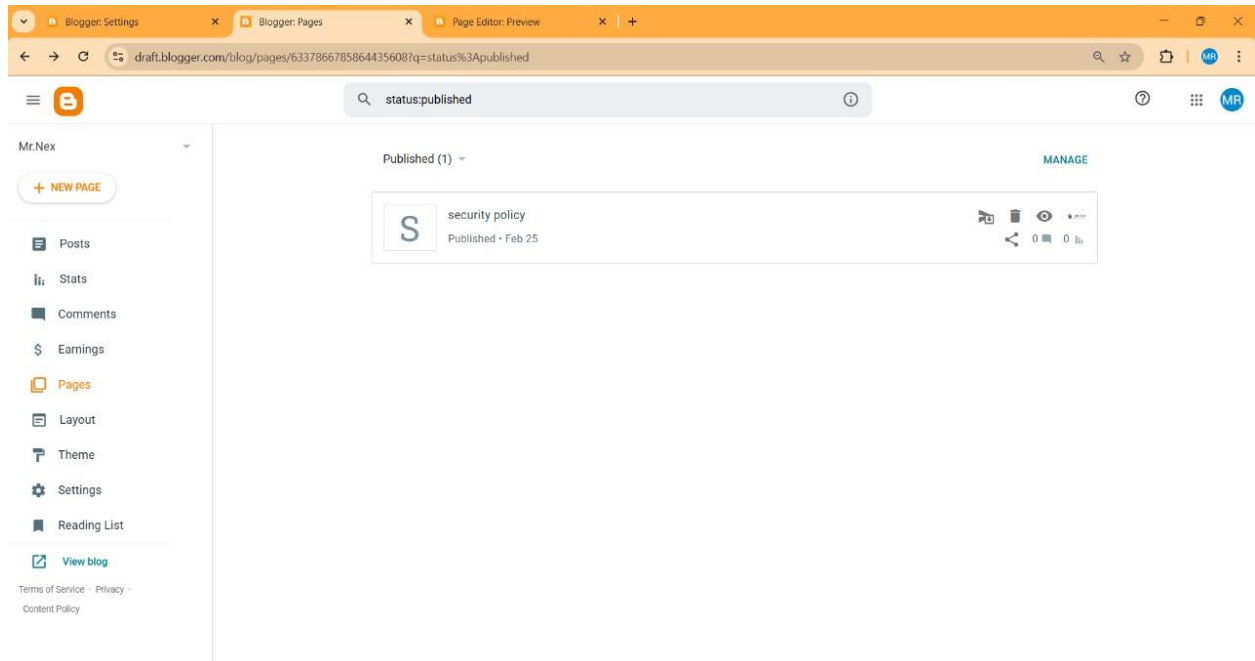 Blogger: Settings
Blogger: Pages
Page Editor: Preview
draft.blogger.com/blog/pages/6337866785864435608?q=status%3Apublished
MR
status:published
MR
Mr.Nex
NEW PAGE
Posts
Stats
Comments
Earnings
Pages
Layout
Theme
Settings
Reading List
View blog
Terms of Service · Privacy ·
Content Policy
Published (1)
MANAGE
S
security policy
Published • Feb 25
0
0